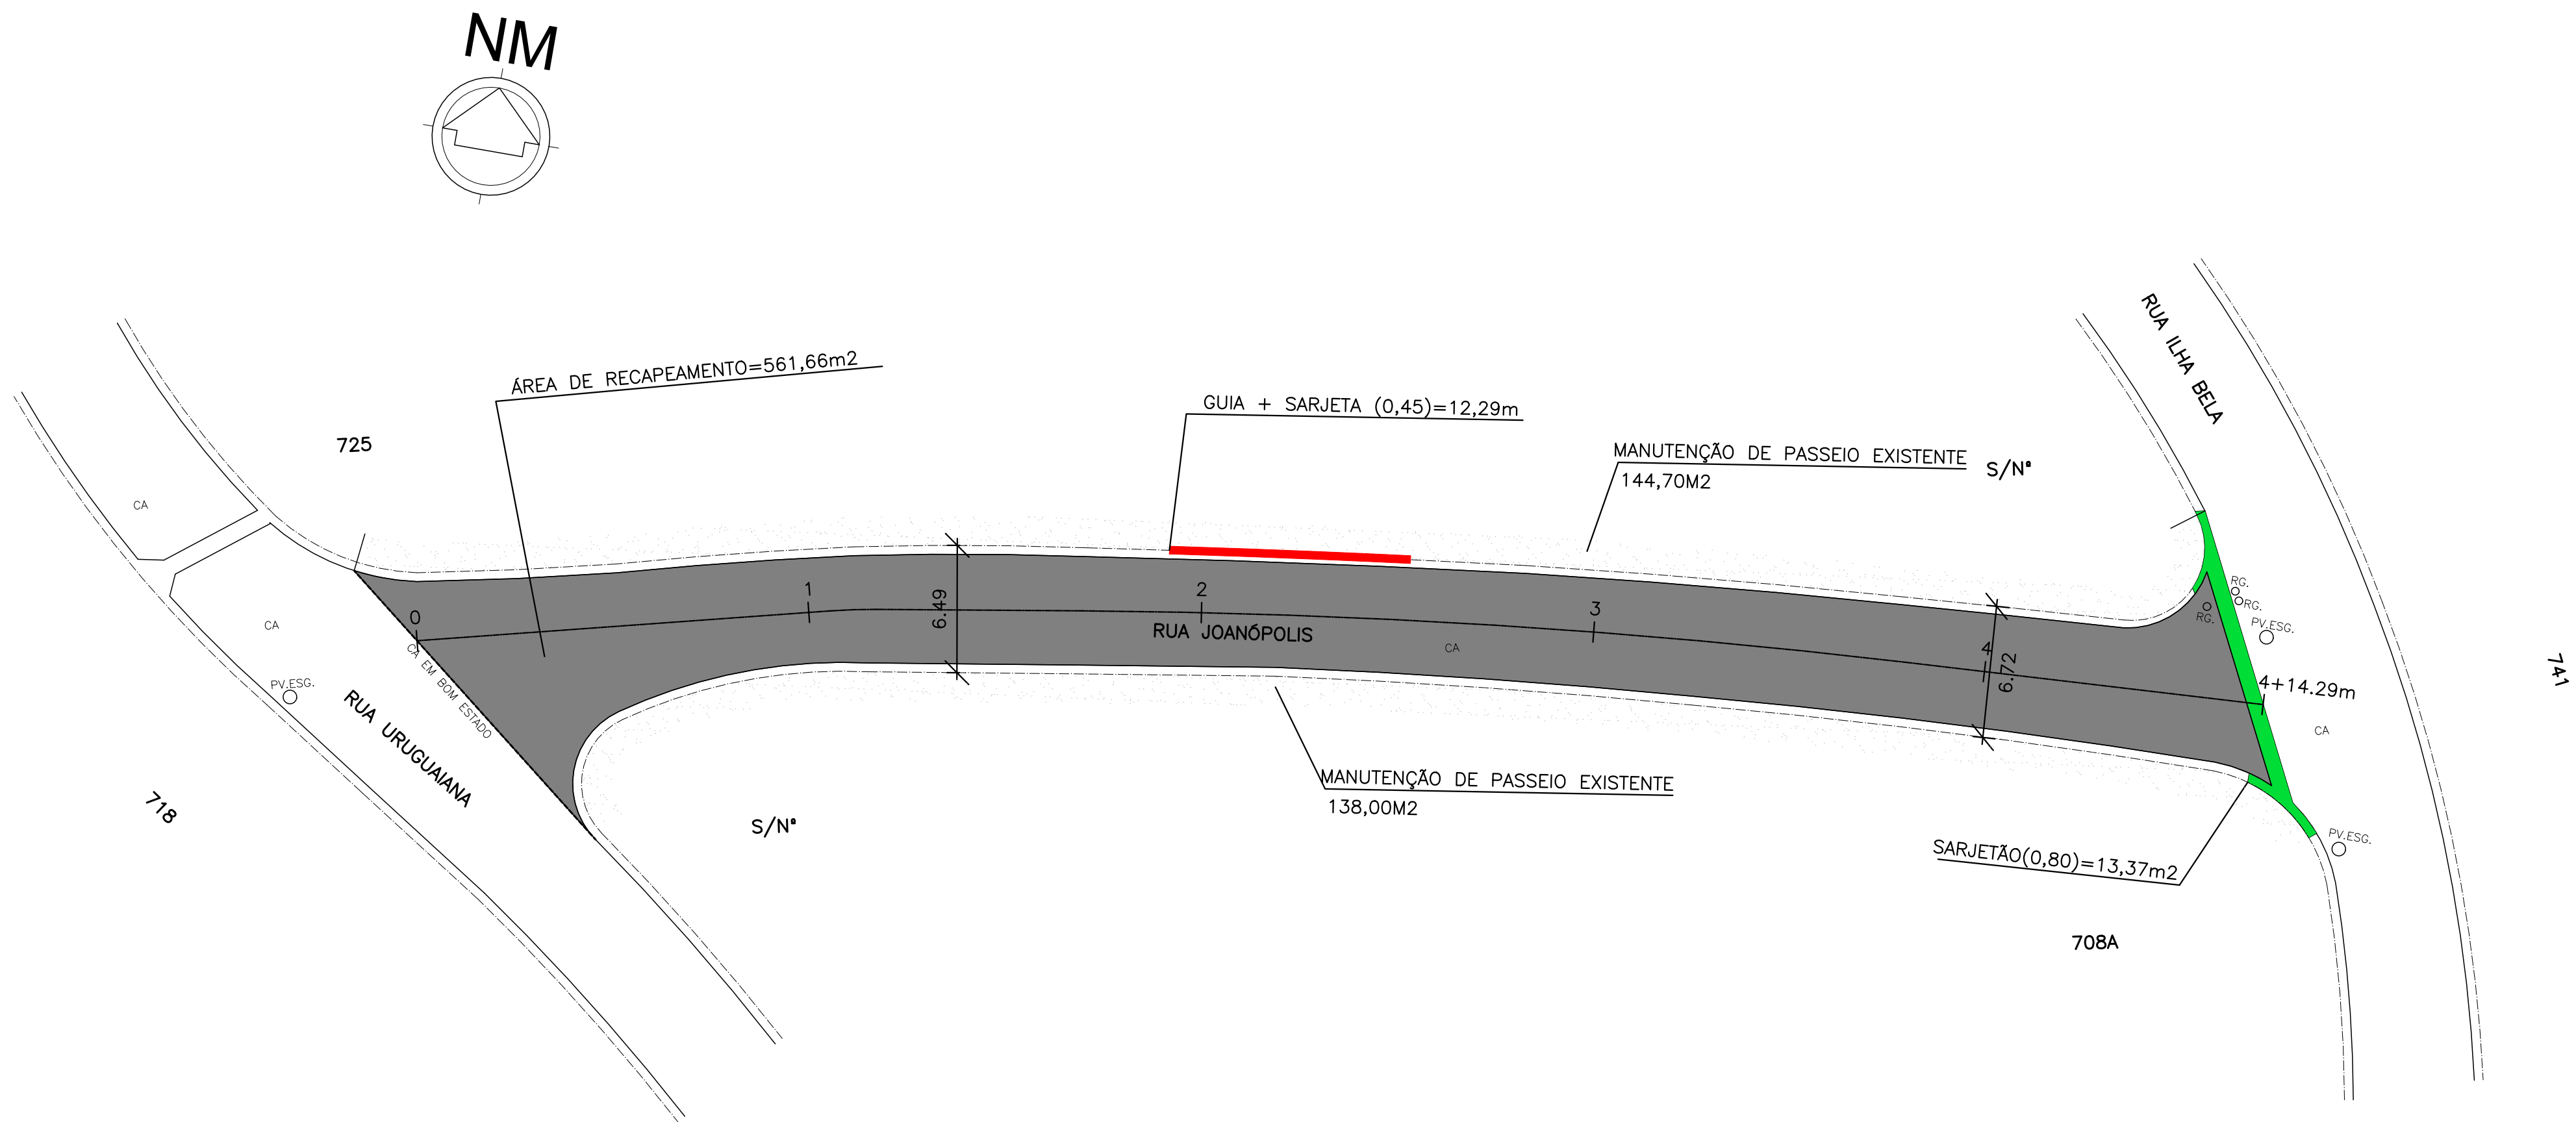 NM
RUA ILHA BELA
ÁREA DE RECAPEAMENTO=561,66m2
GUIA + SARJETA (0,45)=12,29m
725
MANUTENÇÃO DE PASSEIO EXISTENTE
144,70M2
S/Nª
CA
RG.
RG.
RG.
PV.ESG.
0
1
2
3
4
6.49
6.72
RUA JOANÓPOLIS
CA
CA
CA EM BOM ESTADO
PV.ESG.
RUA URUGUAIANA
4+14.29m
741
CA
718
MANUTENÇÃO DE PASSEIO EXISTENTE
138,00M2
S/Nª
PV.ESG.
SARJETÃO(0,80)=13,37m2
708A